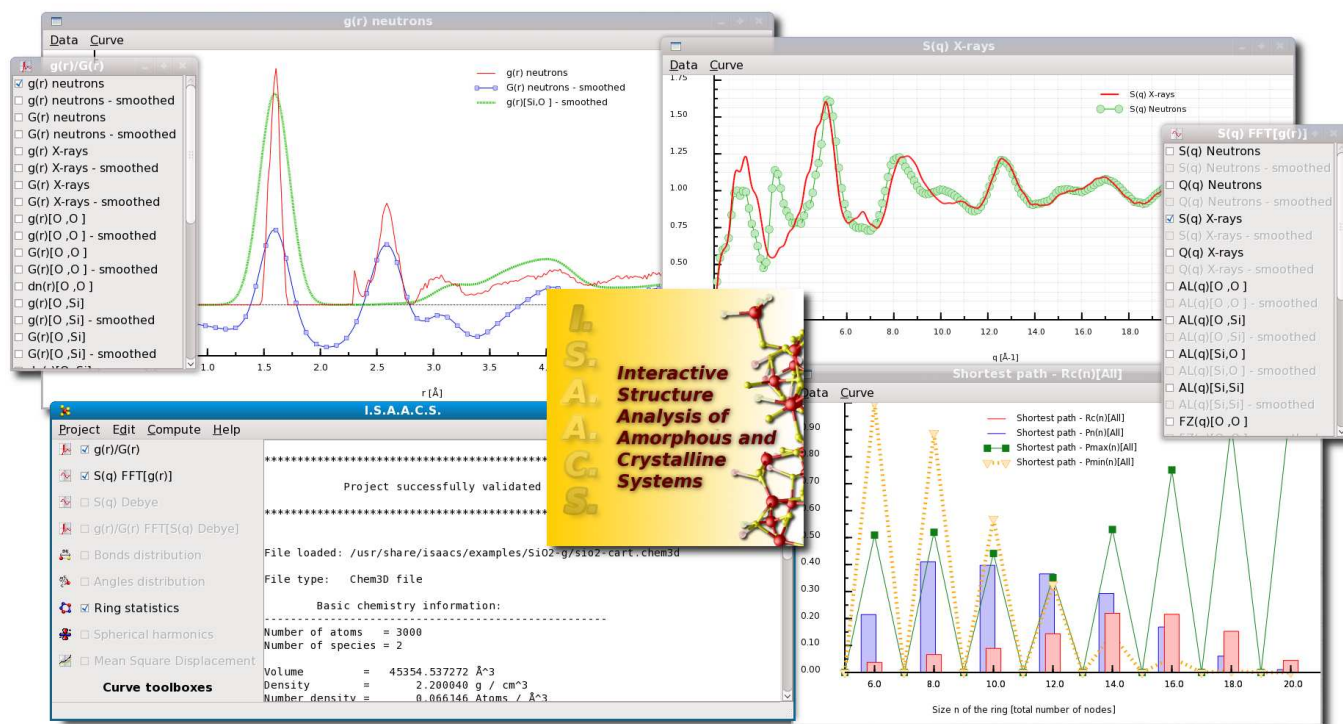 g(r) neutrons
Data Curve
g(r) neutrons
G(r) neutrons - smoothed
g(r)[Si,O ] - smoothed
1.0
1.5
2.0
2.5
3.0
3.5
r [Å]
g(r)/G(r)
g(r) neutrons
g(r) neutrons - smoothed
G(r) neutrons
G(r) neutrons - smoothed
g(r) X-rays
g(r) X-rays - smoothed
G(r) X-rays
G(r) X-rays - smoothed
g(r)[O ,O ]
g(r)[O ,O ] - smoothed
G(r)[O ,O ]
G(r)[O ,O ] - smoothed
dn(r)[O ,O ]
g(r)[O ,Si]
g(r)[O ,Si] - smoothed
G(r)[O ,Si]
G(r)[O ,Si] - smoothed
S(q) X-rays
Data Curve
1.75
1.50
1.25
1.00
0.75
0.50
S(q) X-rays
S(q) Neutrons
6.0
8.0
10.0
12.0
14.0
16.0
18.0
q [Å-1]
S(q) FFT[g(r)]
S(q) Neutrons
S(q) Neutrons - smoothed
Q(q) Neutrons
Q(q) Neutrons - smoothed
S(q) X-rays
S(q) X-rays - smoothed
Q(q) X-rays
Q(q) X-rays - smoothed
AL(q)[O ,O ]
AL(q)[O ,O ] - smoothed
AL(q)[O ,Si]
AL(q)[O ,Si] - smoothed
AL(q)[Si,O ]
AL(q)[Si,O ] - smoothed
AL(q)[Si,Si]
AL(q)[Si,Si] - smoothed
FZ(q)[O ,O ]
I.
S.
A.
A.
C.
S.
Interactive
Structure
Analysis of
Amorphous and
Crystalline
Systems
I.S.A.A.C.S.
Project Edit Compute Help
g(r)/G(r)
S(q) FFT[g(r)]
S(q) Debye
g(r)/G(r) FFT[S(q) Debye]
Bonds distribution
Angles distribution
Ring statistics
Spherical harmonics
Mean Square Displacement
Curve toolboxes
Project successfully validated
File loaded: /usr/share/isaacs/examples/SiO2-g/sio2-cart.chem3d
File type: Chem3D file
Basic chemistry information:
Number of atoms = 3000
Number of species = 2
Volume = 45354.537272 Å^3
Density = 2.200040 g / cm^3
Number density = 0.066146 Atoms / Å^3
Shortest path - Rc(n)[All]
Curve
Shortest path - Rc(n)[All]
Shortest path - Pn(n)[All]
Shortest path - Pmax(n)[All]
Shortest path - Pmin(n)[All]
0.20
0.10
0.00
6.0
8.0
10.0
12.0
14.0
16.0
18.0
20.0
Size n of the ring [total number of nodes]